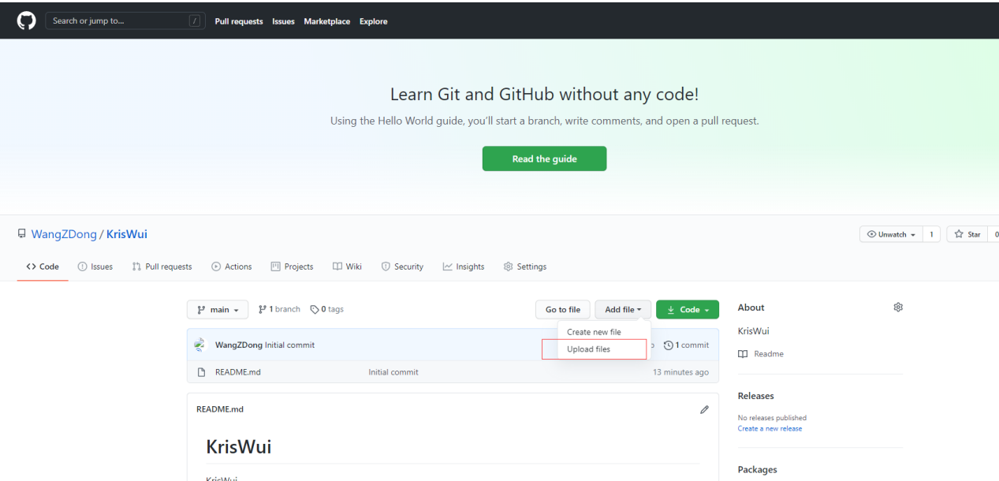 Search or jump to... /
Pull requests Issues Marketplace Explore
Learn Git and GitHub without any code!
Using the Hello World guide, you’ll start a branch, write comments, and open a pull request.
Read the guide
WangZDong / KrisWui
Unwatch 1 Star 0
Code Issues Pull requests Actions Projects Wiki Security Insights Settings
main 1 branch 0 tags
Go to file Add file Code
Create new file
Upload files
WangZDong Initial commit
1 commit
README.md Initial commit 13 minutes ago
README.md
KrisWui
KrisWui
About
KrisWui
Readme
Releases
No releases published
Create a new release
Packages